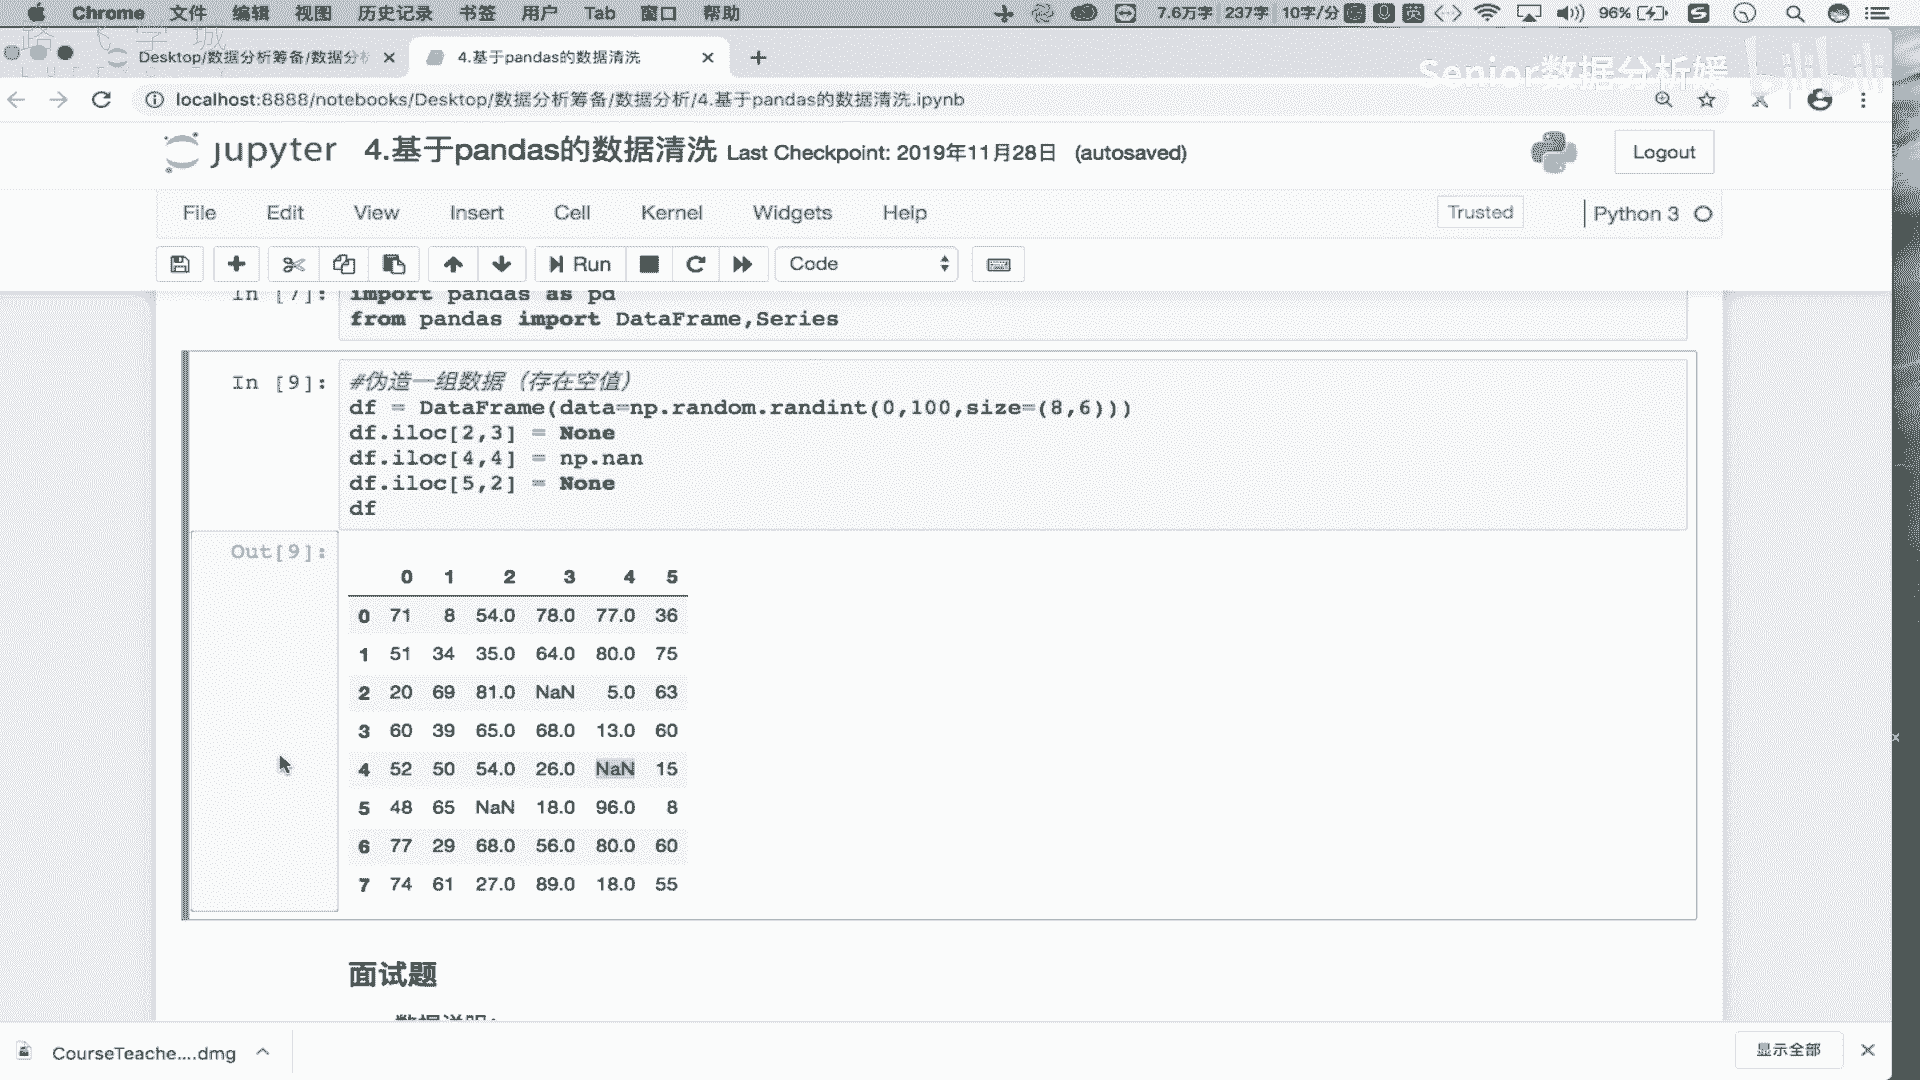 Chrome 文件 编辑 视图 历史记录 书签 用户 Tab 窗口 帮助 7.6万字 237字 10字/分 英 96%
Desktop/数据分析筹备/数据分析 4.基于pandas的数据清洗
Senior数据分析媛 bilibili
localhost:8888/notebooks/Desktop/数据分析筹备/数据分析/4.基于pandas的数据清洗.ipynb
jupyter 4.基于pandas的数据清洗 Last Checkpoint: 2019年11月28日 (autosaved) Logout
File Edit View Insert Cell Kernel Widgets Help Trusted Python 3
Run Code
In [7]: import pandas as pd
from pandas import DataFrame,Series
In [9]: #伪造一组数据（存在空值）
df = DataFrame(data=np.random.randint(0,100,size=(8,6)))
df.iloc[2,3] = None
df.iloc[4,4] = np.nan
df.iloc[5,2] = None
df
Out[9]:
0 1 2 3 4 5
0 71 8 54.0 78.0 77.0 36
1 51 34 35.0 64.0 80.0 75
2 20 69 81.0 NaN 5.0 63
3 60 39 65.0 68.0 13.0 60
4 52 50 54.0 26.0 NaN 15
5 48 65 NaN 18.0 96.0 8
6 77 29 68.0 56.0 80.0 60
7 74 61 27.0 89.0 18.0 55
面试题
数据说明:
CourseTeache....dmg 显示全部